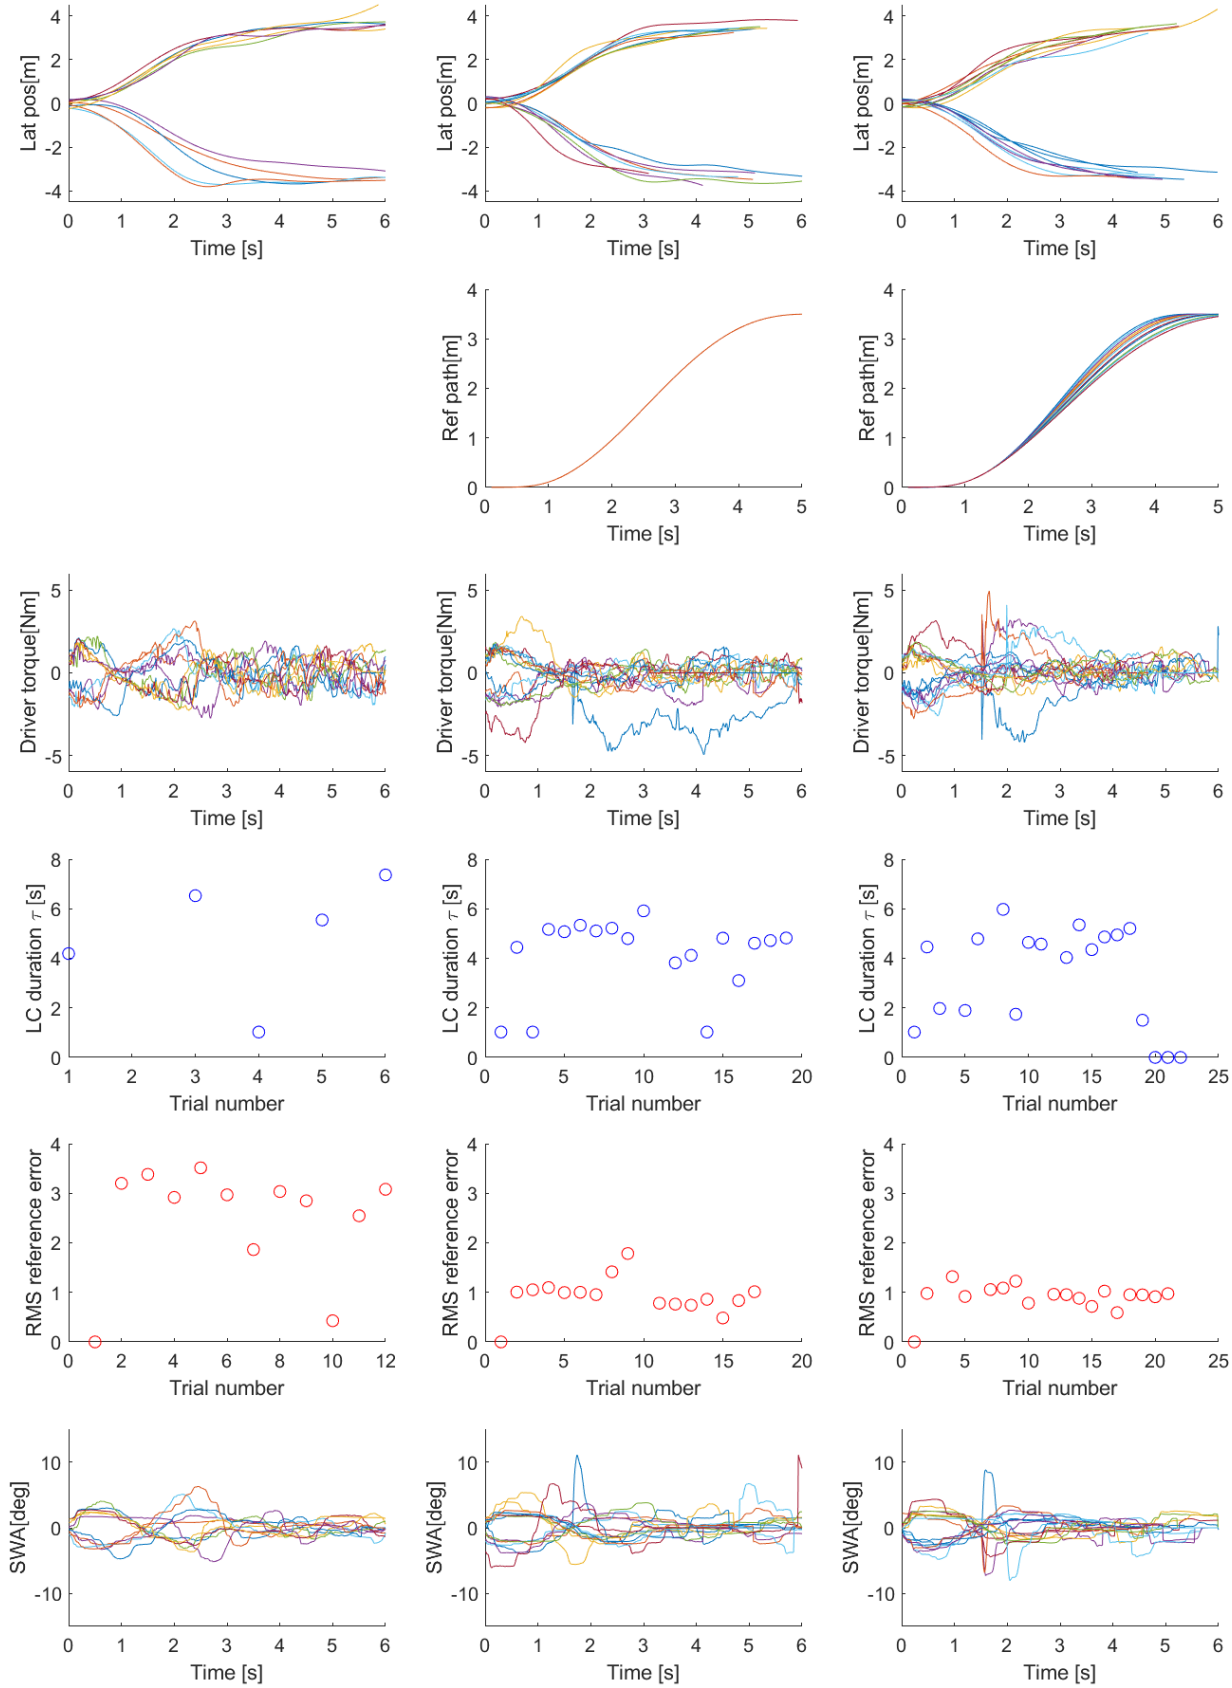 Lat pos[m]
4
2
0
-2
-4
0 1 2 3 4 5 6
Time [s]
Lat pos[m]
4
2
0
-2
-4
0 1 2 3 4 5 6
Time [s]
Lat pos[m]
4
2
0
-2
-4
0 1 2 3 4 5 6
Time [s]
Ref path[m]
4
3
2
1
0
0 1 2 3 4 5
Time [s]
Ref path[m]
4
3
2
1
0
0 1 2 3 4 5
Time [s]
Driver torque[Nm]
5
0
-5
0 1 2 3 4 5 6
Time [s]
Driver torque[Nm]
5
0
-5
0 1 2 3 4 5 6
Time [s]
Driver torque[Nm]
5
0
-5
0 1 2 3 4 5 6
Time [s]
LC duration τ [s]
8
6
4
2
0
1 2 3 4 5 6
Trial number
LC duration τ [s]
8
6
4
2
0
0 5 10 15 20
Trial number
LC duration τ [s]
8
6
4
2
0
0 5 10 15 20 25
Trial number
RMS reference error
4
3
2
1
0
0 2 4 6 8 10 12
Trial number
RMS reference error
4
3
2
1
0
0 5 10 15 20
Trial number
RMS reference error
4
3
2
1
0
0 5 10 15 20 25
Trial number
SWA[deg]
10
0
-10
0 1 2 3 4 5 6
Time [s]
SWA[deg]
10
0
-10
0 1 2 3 4 5 6
Time [s]
SWA[deg]
10
0
-10
0 1 2 3 4 5 6
Time [s]